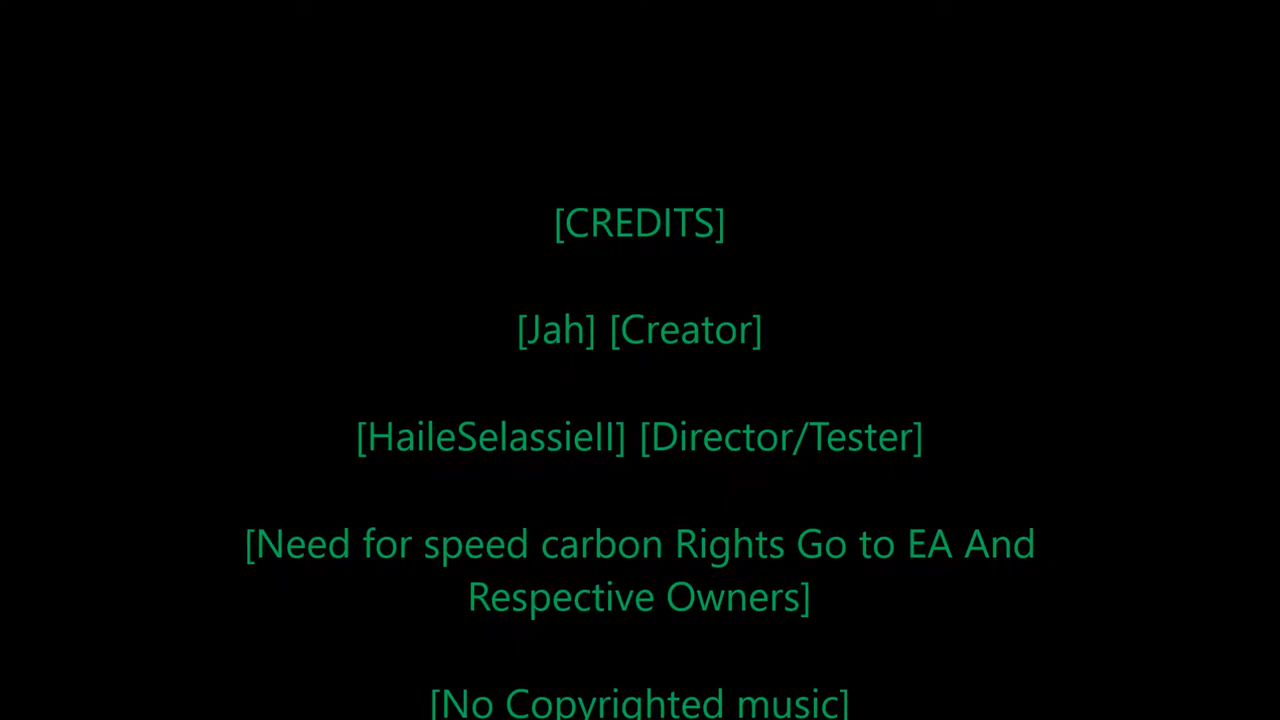 [CREDITS]
[Jah] [Creator]
[HaileSelassieII] [Director/Tester]
[Need for speed carbon Rights Go to EA And
Respective Owners]
[No Copyrighted music]